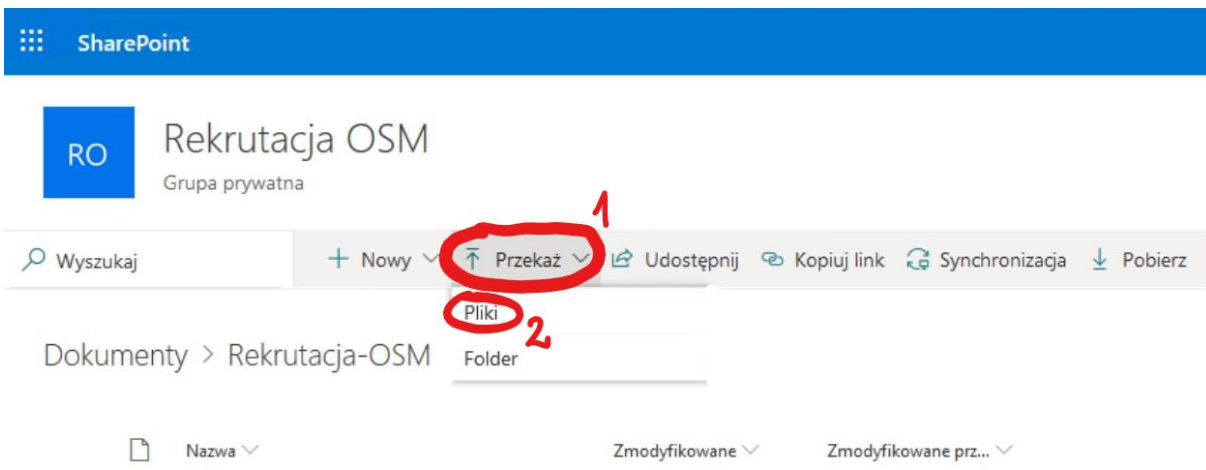 SharePoint
RO
Rekrutacja OSM
Grupa prywatna
1
Wyszukaj
Nowy
Przekaż
Udostępnij
Kopiuj link
Synchronizacja
Pobierz
Pliki
2
Folder
Dokumenty > Rekrutacja-OSM
Nazwa
Zmodyfikowane
Zmodyfikowane prz...